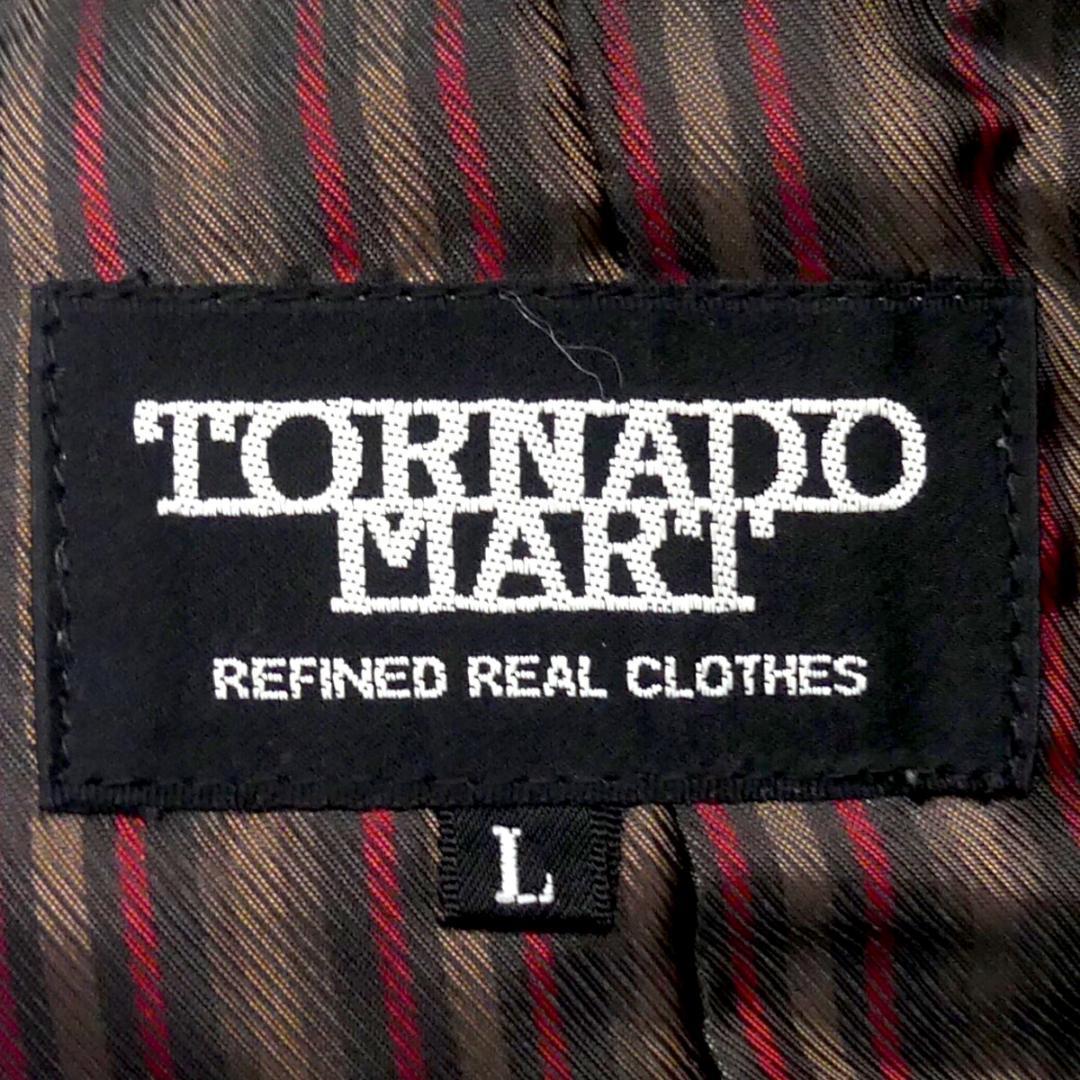 TORNADO
MART
REFINED REAL CLOTHES
L